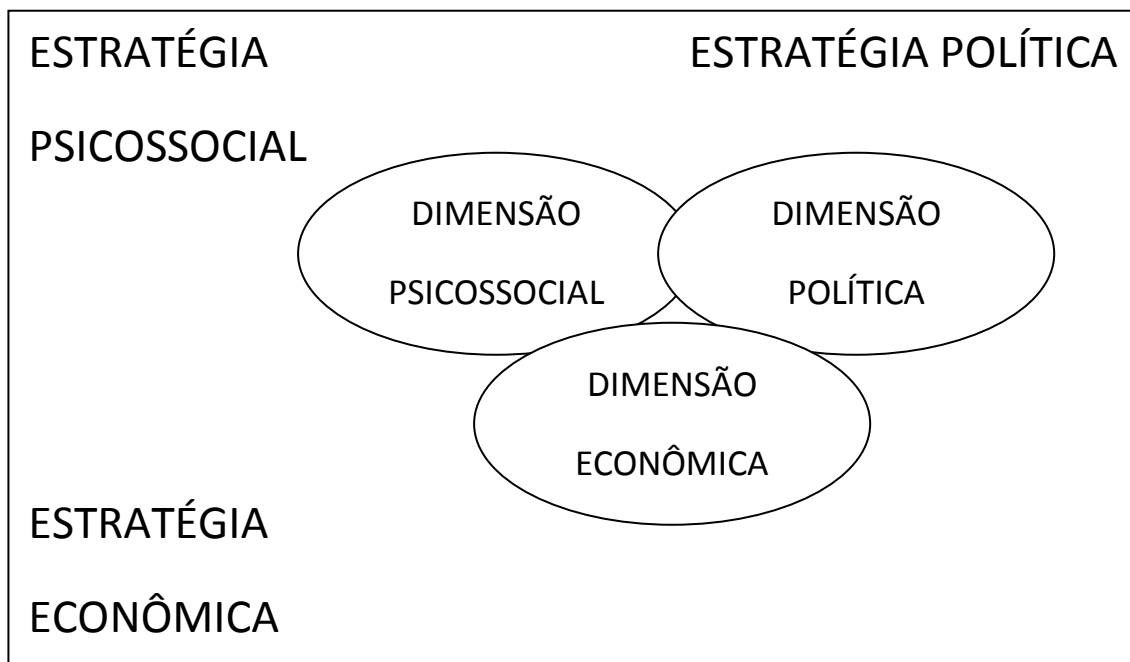 ESTRATÉGIA
PSICOSSOCIAL
ESTRATÉGIA POLÍTICA
DIMENSÃO
PSICOSSOCIAL
DIMENSÃO
POLÍTICA
DIMENSÃO
ECONÔMICA
ESTRATÉGIA
ECONÔMICA